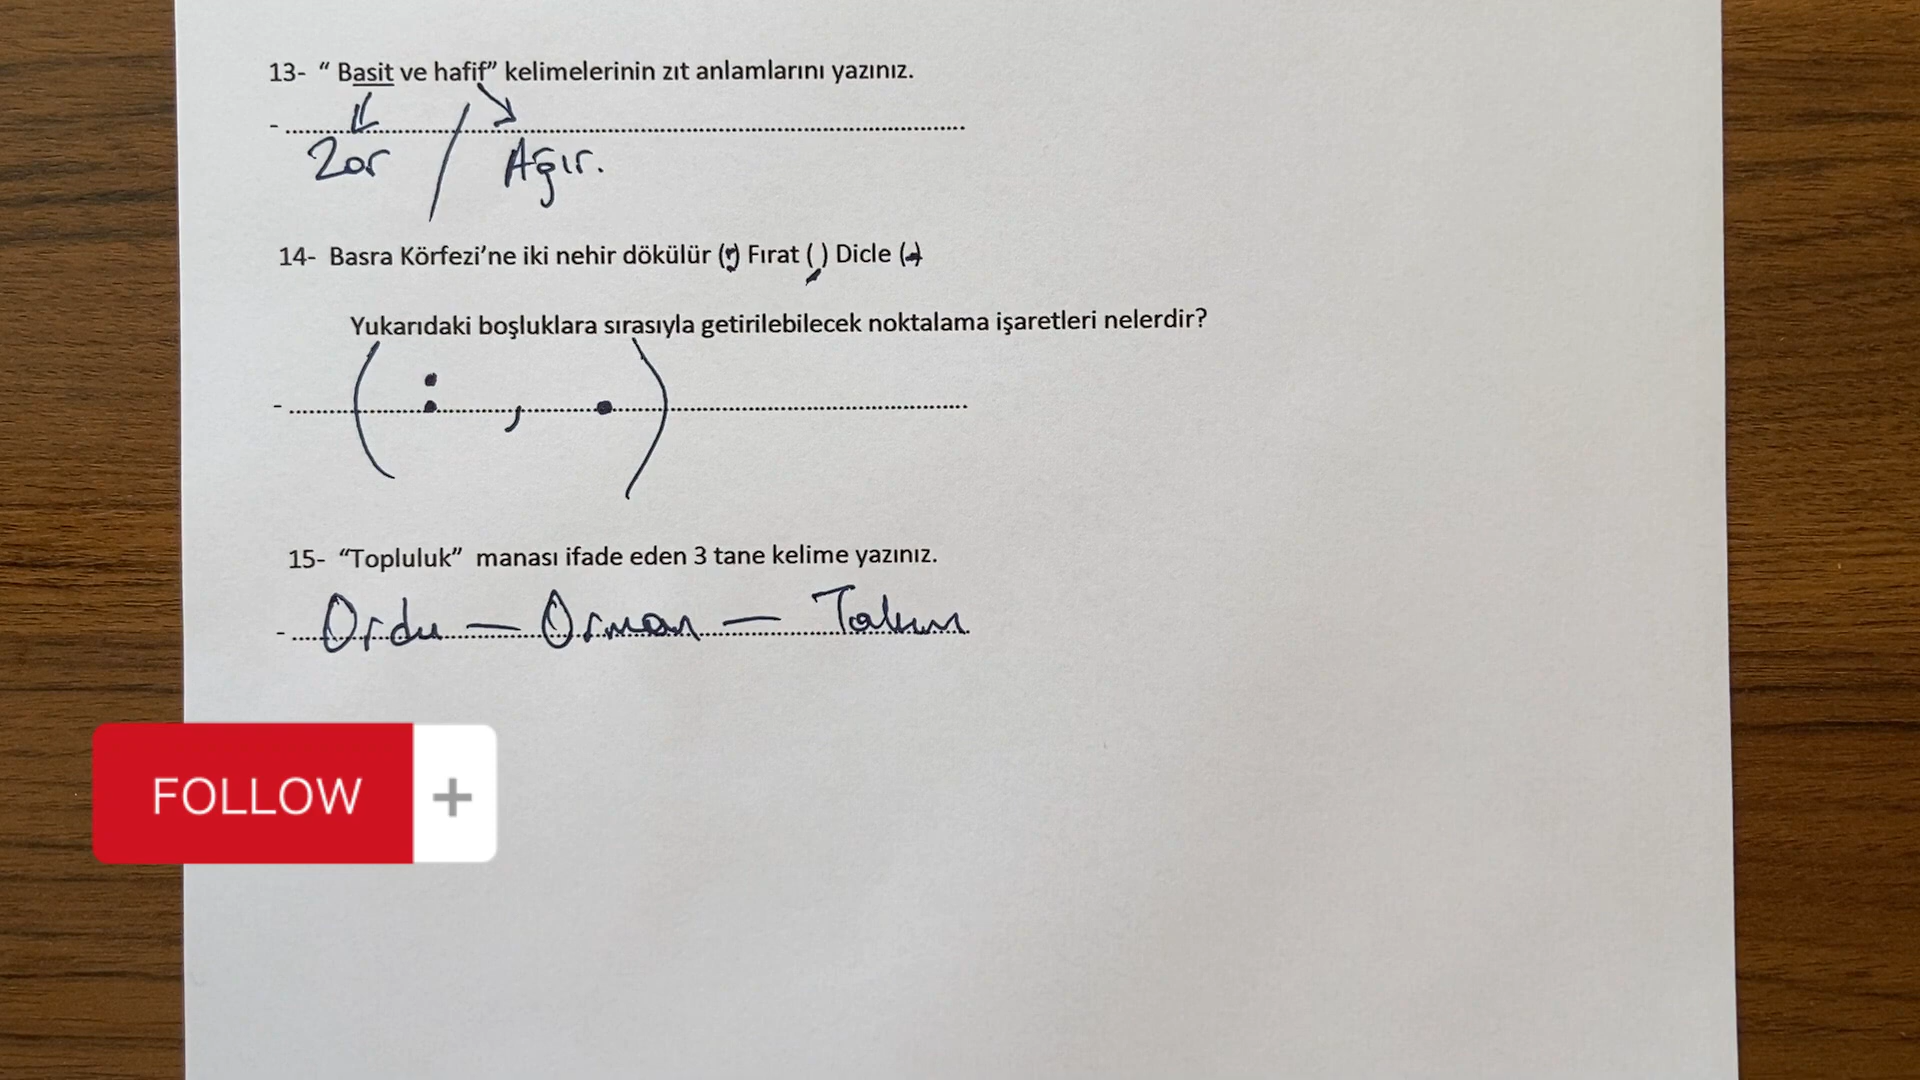 13- “ Basit ve hafif” kelimelerinin zıt anlamlarını yazınız.
-
Zor / Ağır.
14- Basra Körfezi’ne iki nehir dökülür (:) Fırat (,) Dicle (.)
Yukarıdaki boşluklara sırasıyla getirilebilecek noktalama işaretleri nelerdir?
- ( : , . )
15- “Topluluk” manası ifade eden 3 tane kelime yazınız.
- Ordu – Orman – Takım
FOLLOW +